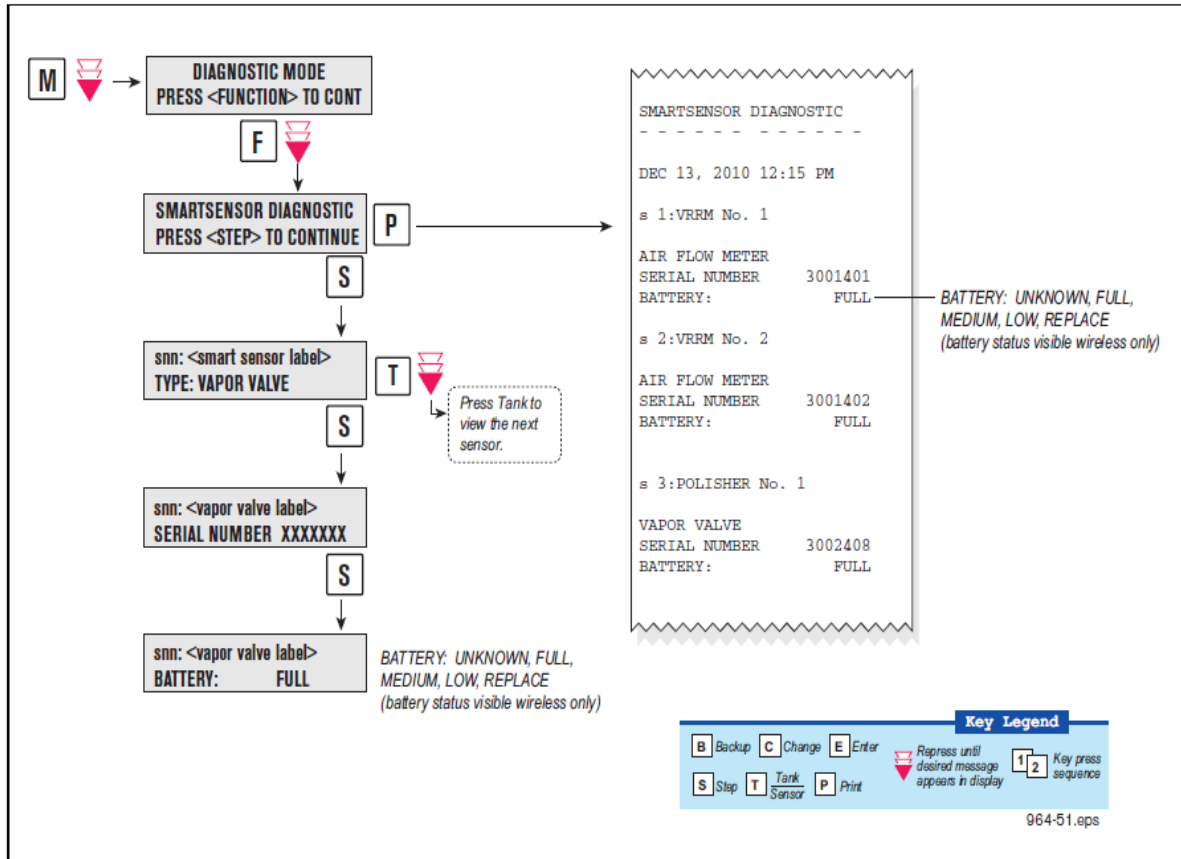 M
DIAGNOSTIC MODE
PRESS <FUNCTION> TO CONT
F
SMARTSENSOR DIAGNOSTIC
PRESS <STEP> TO CONTINUE
P
S
snn: <smart sensor label>
TYPE: VAPOR VALVE
T
Press Tank to
view the next
sensor.
S
snn: <vapor valve label>
SERIAL NUMBER XXXXXXX
S
snn: <vapor valve label>
BATTERY: FULL
BATTERY: UNKNOWN, FULL,
MEDIUM, LOW, REPLACE
(battery status visible wireless only)
SMARTSENSOR DIAGNOSTIC
- - - - - - - - - - - -
DEC 13, 2010 12:15 PM
s 1:VRRM No. 1
AIR FLOW METER
SERIAL NUMBER 3001401
BATTERY: FULL
s 2:VRRM No. 2
AIR FLOW METER
SERIAL NUMBER 3001402
BATTERY: FULL
s 3:POLISHER No. 1
VAPOR VALVE
SERIAL NUMBER 3002408
BATTERY: FULL
BATTERY: UNKNOWN, FULL,
MEDIUM, LOW, REPLACE
(battery status visible wireless only)
Key Legend
B Backup C Change E Enter
S Step T Tank/Sensor P Print
Repress until
desired message
appears in display
1 2 Key press
sequence
964-51.eps